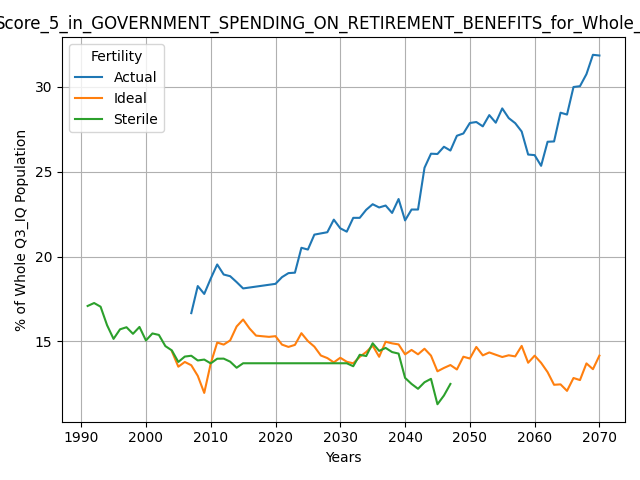 Score_5_in_GOVERNMENT_SPENDING_ON_RETIREMENT_BENEFITS_for_Whole_
Fertility
Actual
Ideal
Sterile
% of Whole Q3_IQ Population
30
25
20
15
1990 2000 2010 2020 2030 2040 2050 2060 2070
Years